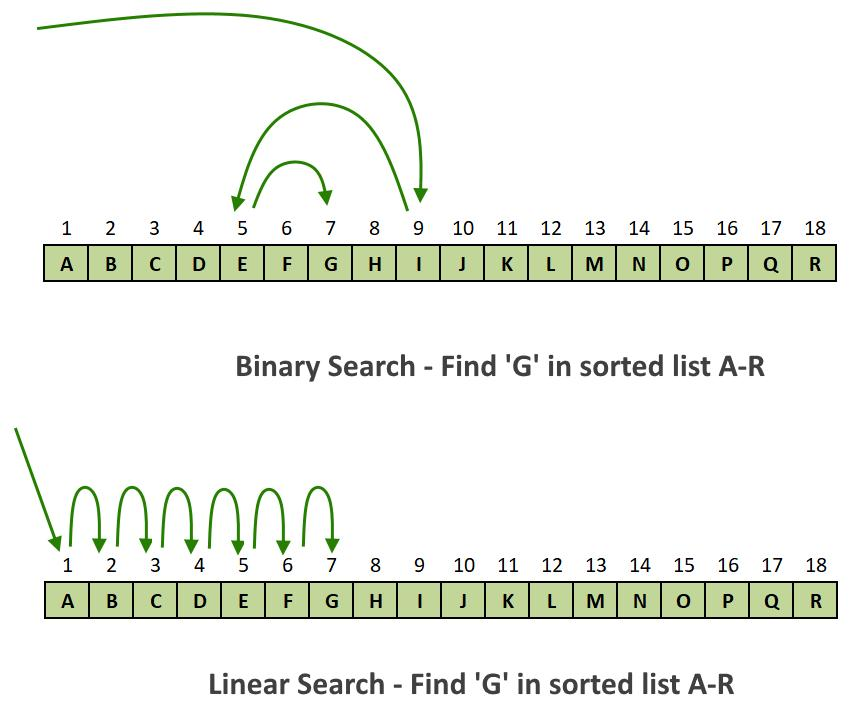 1 2 3 4 5 6 7 8 9 10 11 12 13 14 15 16 17 18
A B C D E F G H I J K L M N O P Q R
Binary Search - Find 'G' in sorted list A-R
1 2 3 4 5 6 7 8 9 10 11 12 13 14 15 16 17 18
A B C D E F G H I J K L M N O P Q R
Linear Search - Find 'G' in sorted list A-R